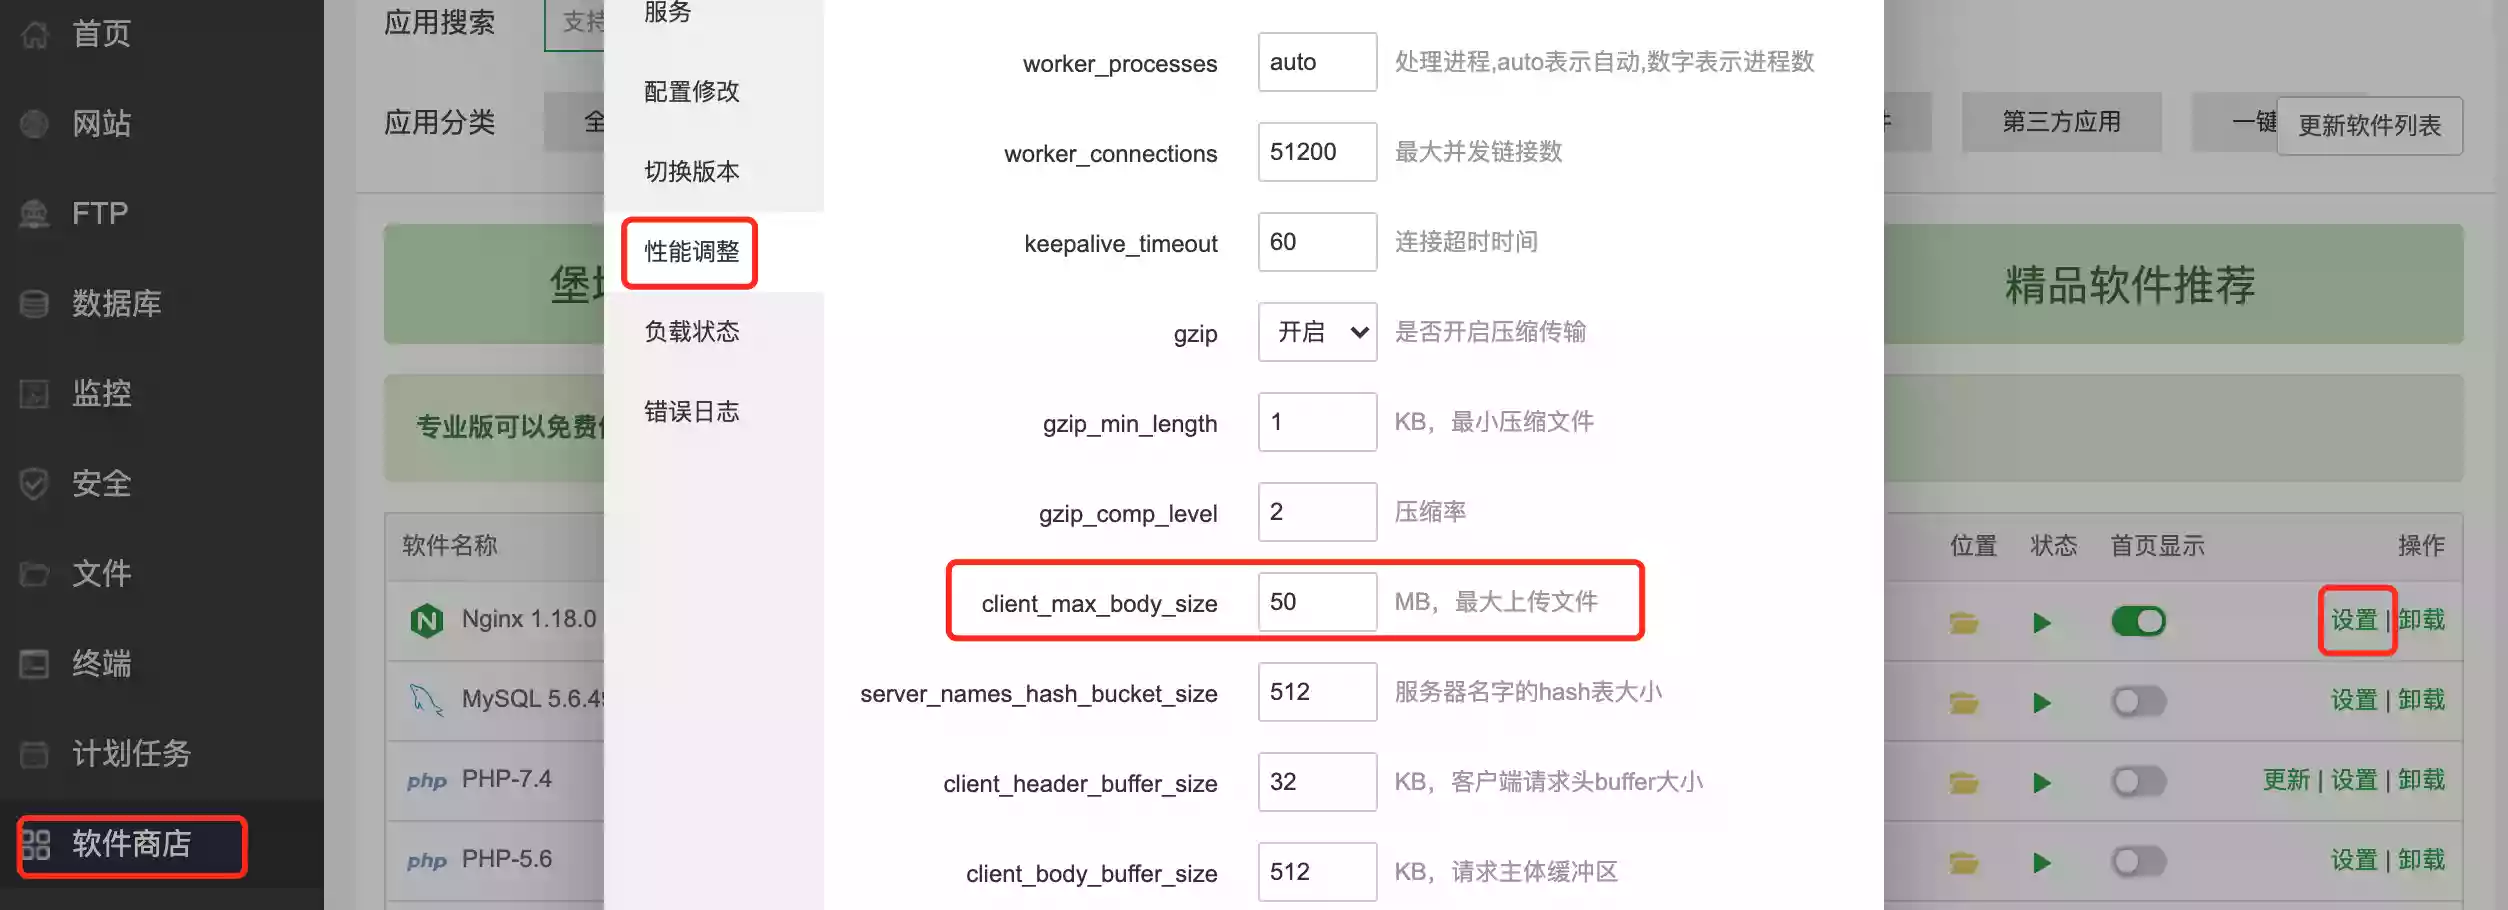 首页
网站
FTP
数据库
监控
安全
文件
终端
计划任务
软件商店
应用搜索
支持
应用分类
全
第三方应用
一键
更新软件列表
精品软件推荐
专业版可以免费
软件名称
位置
状态
首页显示
操作
Nginx 1.18.0
设置 | 卸载
MySQL 5.6.4
设置 | 卸载
PHP-7.4
更新 | 设置 | 卸载
PHP-5.6
设置 | 卸载
服务
配置修改
切换版本
性能调整
负载状态
错误日志
worker_processes auto 处理进程,auto表示自动,数字表示进程数
worker_connections 51200 最大并发链接数
keepalive_timeout 60 连接超时时间
gzip 开启 是否开启压缩传输
gzip_min_length 1 KB，最小压缩文件
gzip_comp_level 2 压缩率
client_max_body_size 50 MB，最大上传文件
server_names_hash_bucket_size 512 服务器名字的hash表大小
client_header_buffer_size 32 KB，客户端请求头buffer大小
client_body_buffer_size 512 KB，请求主体缓冲区